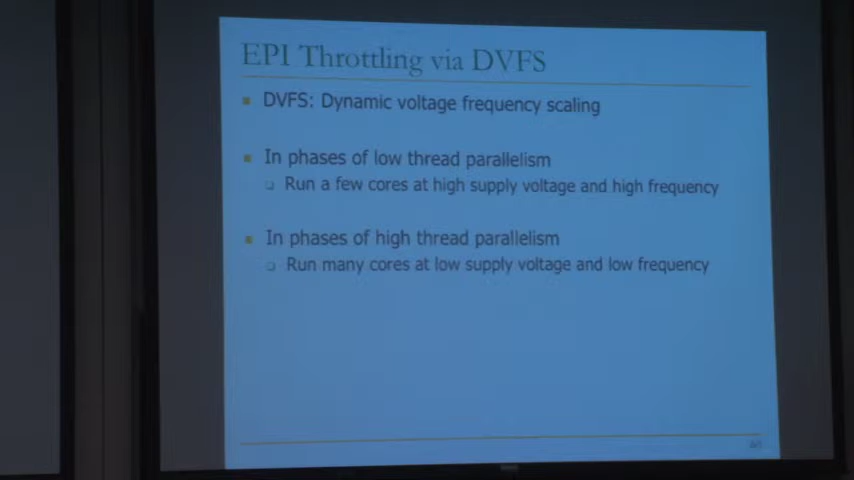 EPI Throttling via DVFS
DVFS: Dynamic voltage frequency scaling
In phases of low thread parallelism
Run a few cores at high supply voltage and high frequency
In phases of high thread parallelism
Run many cores at low supply voltage and low frequency